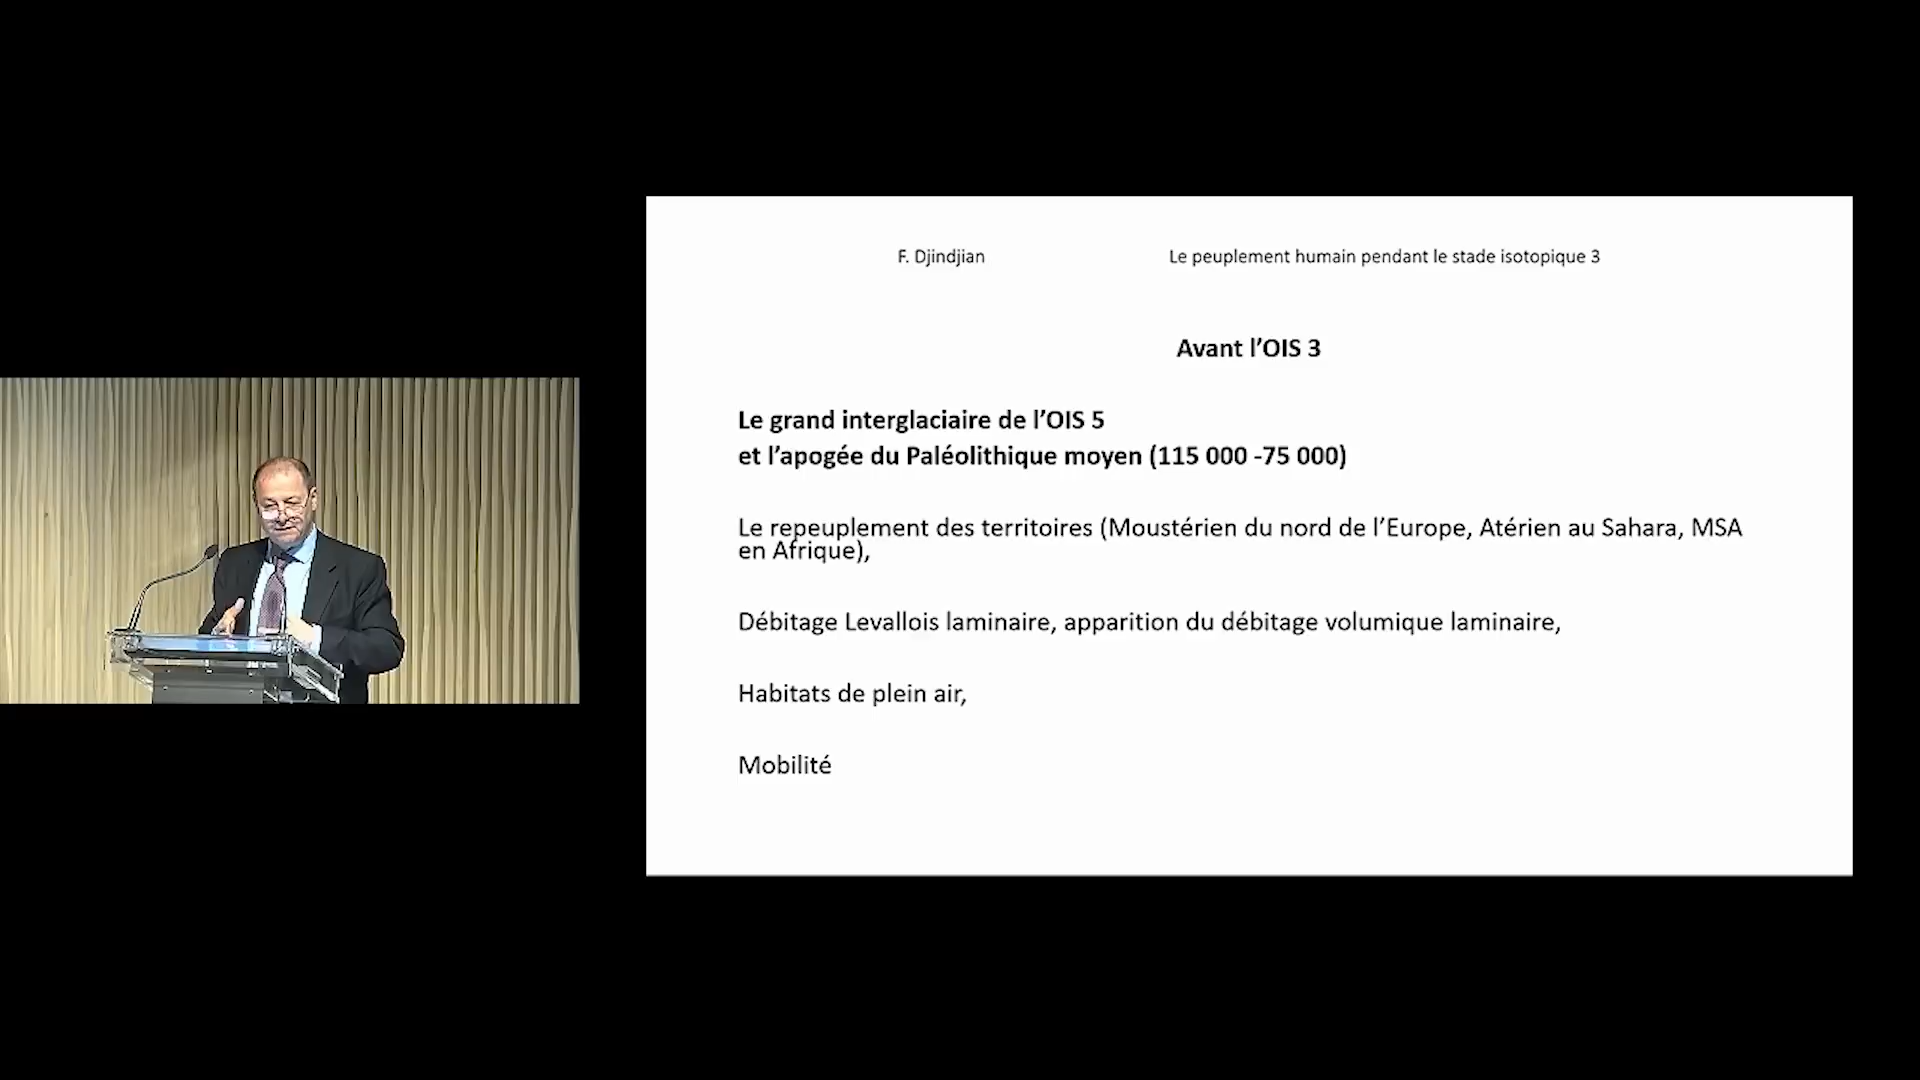 F. Djindjian
Le peuplement humain pendant le stade isotopique 3
Avant l’OIS 3
Le grand interglaciaire de l’OIS 5
et l’apogée du Paléolithique moyen (115 000 -75 000)
Le repeuplement des territoires (Moustérien du nord de l’Europe, Atérien au Sahara, MSA
en Afrique),
Débitage Levallois laminaire, apparition du débitage volumique laminaire,
Habitats de plein air,
Mobilité